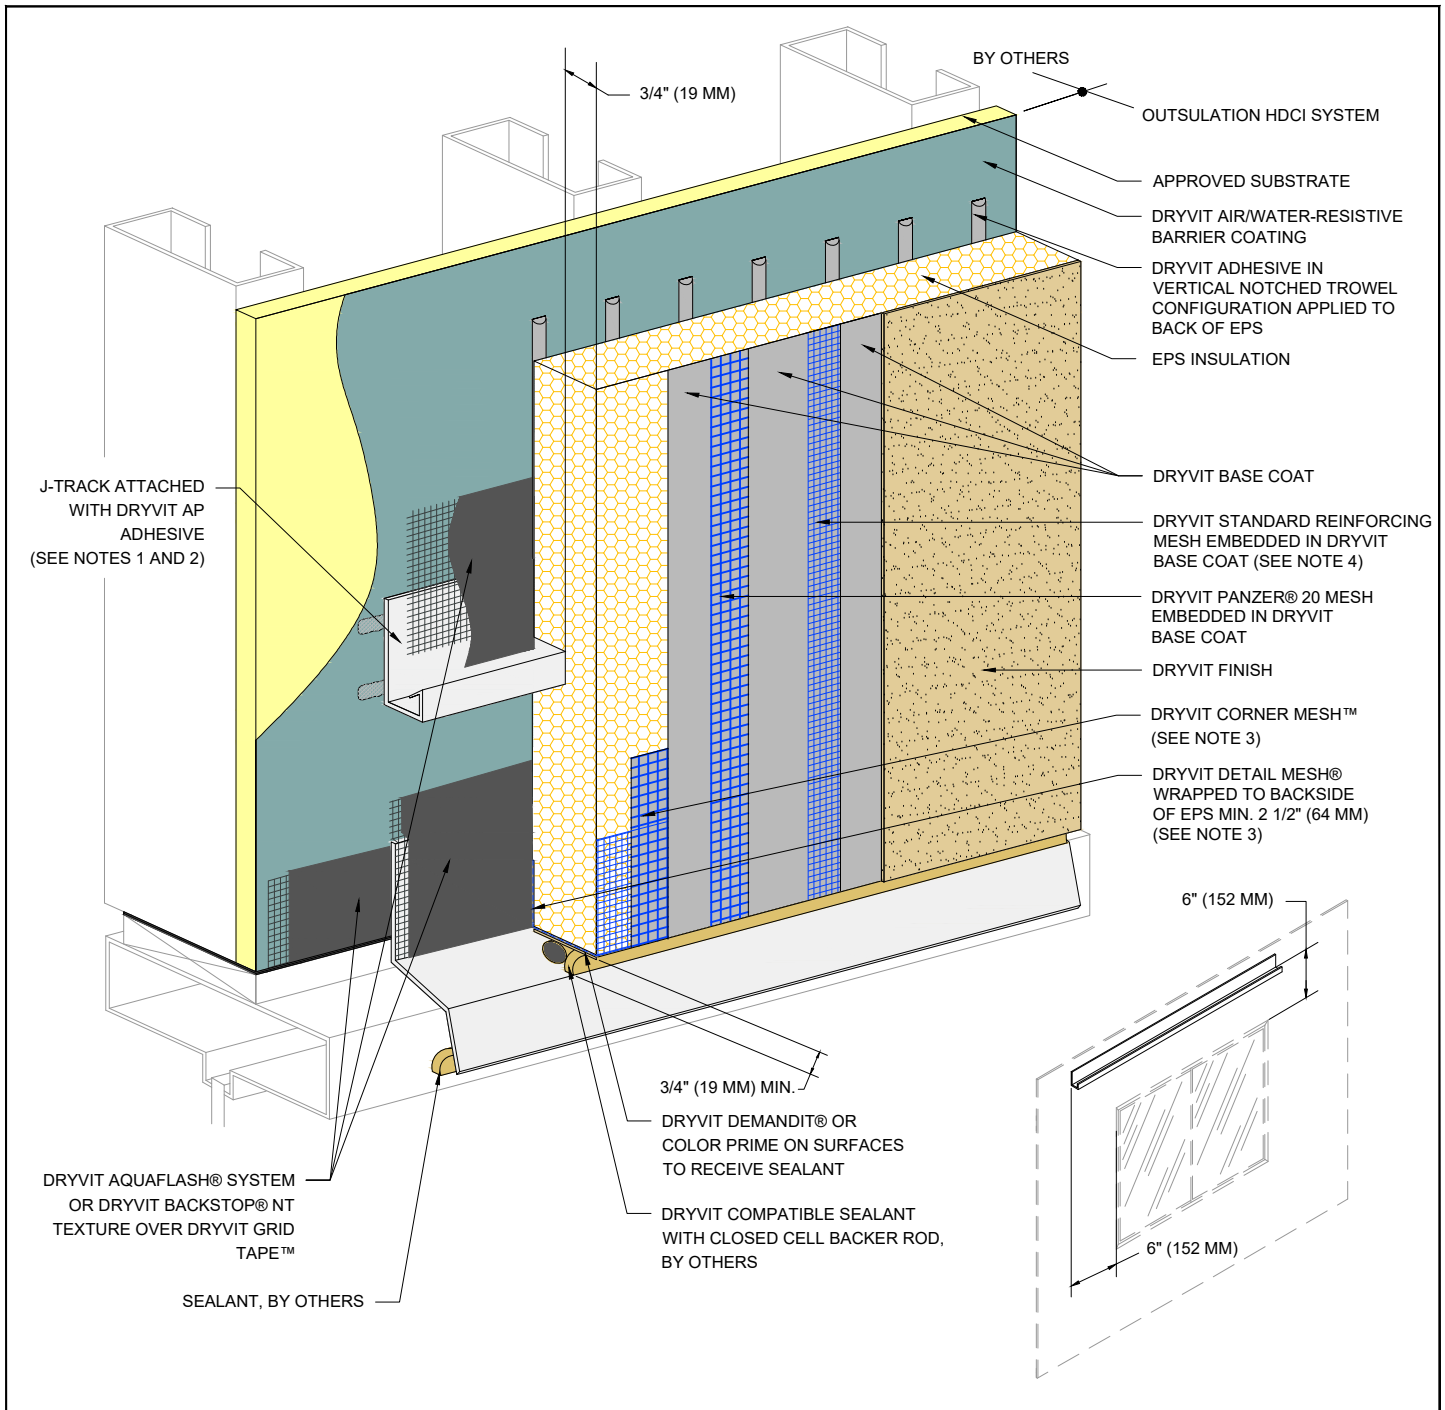 BY OTHERS
3/4" (19 MM)
OUTSULATION HDCI SYSTEM
APPROVED SUBSTRATE
DRYVIT AIR/WATER-RESISTIVE
BARRIER COATING
DRYVIT ADHESIVE IN
VERTICAL NOTCHED TROWEL
CONFIGURATION APPLIED TO
BACK OF EPS
EPS INSULATION
DRYVIT BASE COAT
J-TRACK ATTACHED
WITH DRYVIT AP
ADHESIVE
(SEE NOTES 1 AND 2)
DRYVIT STANDARD REINFORCING
MESH EMBEDDED IN DRYVIT
BASE COAT (SEE NOTE 4)
DRYVIT PANZER® 20 MESH
EMBEDDED IN DRYVIT
BASE COAT
DRYVIT FINISH
DRYVIT CORNER MESH™
(SEE NOTE 3)
DRYVIT DETAIL MESH®
WRAPPED TO BACKSIDE
OF EPS MIN. 2 1/2" (64 MM)
(SEE NOTE 3)
6" (152 MM)
3/4" (19 MM) MIN.
DRYVIT DEMANDIT® OR
COLOR PRIME ON SURFACES
TO RECEIVE SEALANT
DRYVIT AQUAFLASH® SYSTEM
OR DRYVIT BACKSTOP® NT
TEXTURE OVER DRYVIT GRID
TAPE™
DRYVIT COMPATIBLE SEALANT
WITH CLOSED CELL BACKER ROD,
BY OTHERS
6" (152 MM)
SEALANT, BY OTHERS